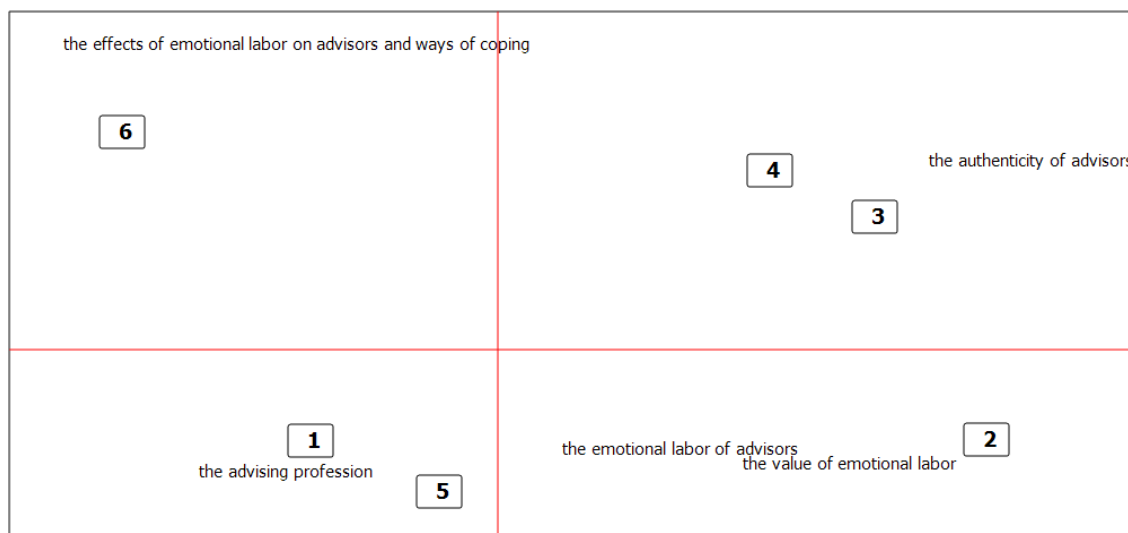 the effects of emotional labor on advisors and ways of coping
6
4
the authenticity of advisors
3
1
2
the emotional labor of advisors
the value of emotional labor
the advising profession
5